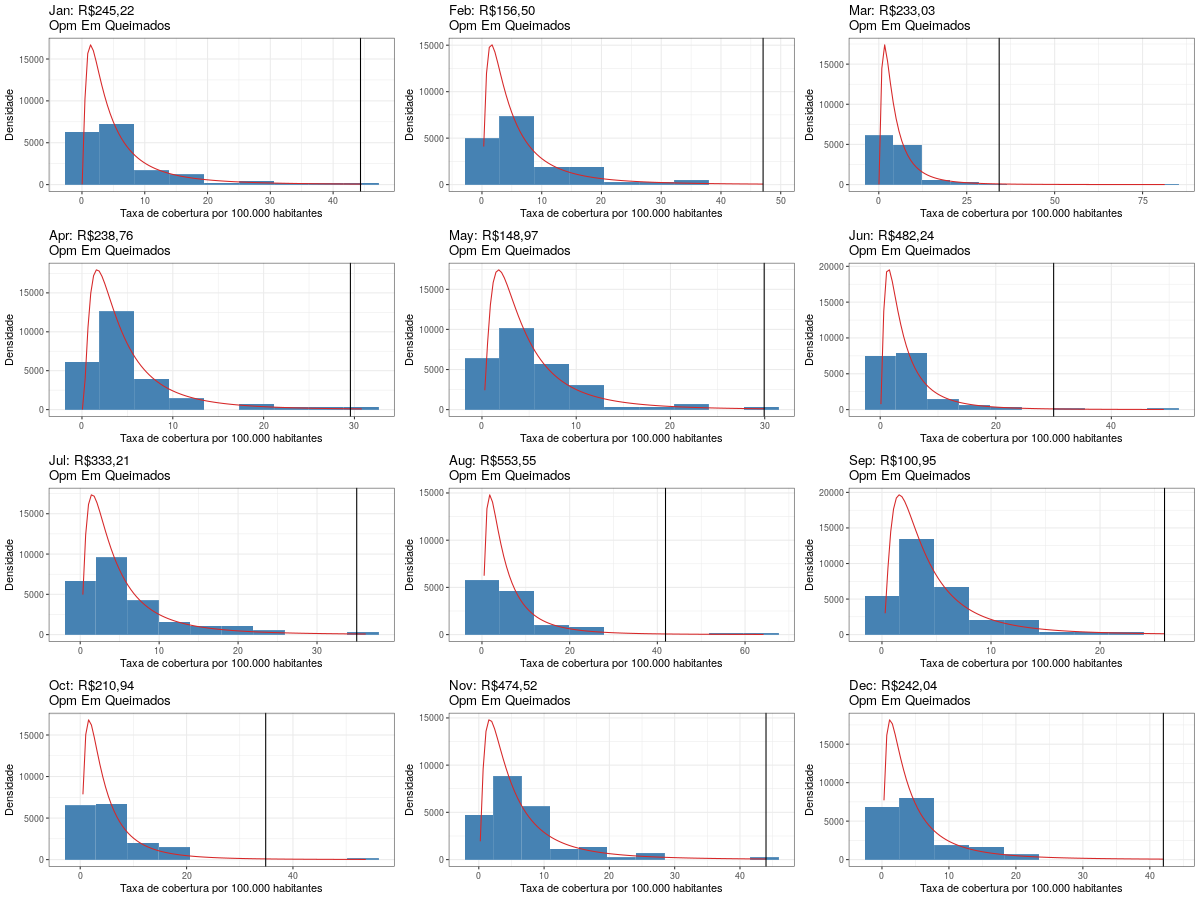 Jan: R$245,22
Opm Em Queimados
Densidade
15000
10000
5000
0
0 10 20 30 40
Taxa de cobertura por 100.000 habitantes
Feb: R$156,50
Opm Em Queimados
Densidade
15000
10000
5000
0
0 10 20 30 40 50
Taxa de cobertura por 100.000 habitantes
Mar: R$233,03
Opm Em Queimados
Densidade
15000
10000
5000
0
0 25 50 75
Taxa de cobertura por 100.000 habitantes
Apr: R$238,76
Opm Em Queimados
Densidade
15000
10000
5000
0
0 10 20 30
Taxa de cobertura por 100.000 habitantes
May: R$148,97
Opm Em Queimados
Densidade
15000
10000
5000
0
0 10 20 30
Taxa de cobertura por 100.000 habitantes
Jun: R$482,24
Opm Em Queimados
Densidade
20000
15000
10000
5000
0
0 20 40
Taxa de cobertura por 100.000 habitantes
Jul: R$333,21
Opm Em Queimados
Densidade
15000
10000
5000
0
0 10 20 30
Taxa de cobertura por 100.000 habitantes
Aug: R$553,55
Opm Em Queimados
Densidade
15000
10000
5000
0
0 20 40 60
Taxa de cobertura por 100.000 habitantes
Sep: R$100,95
Opm Em Queimados
Densidade
20000
15000
10000
5000
0
0 10 20
Taxa de cobertura por 100.000 habitantes
Oct: R$210,94
Opm Em Queimados
Densidade
15000
10000
5000
0
0 20 40
Taxa de cobertura por 100.000 habitantes
Nov: R$474,52
Opm Em Queimados
Densidade
15000
10000
5000
0
0 10 20 30 40
Taxa de cobertura por 100.000 habitantes
Dec: R$242,04
Opm Em Queimados
Densidade
15000
10000
5000
0
0 10 20 30 40
Taxa de cobertura por 100.000 habitantes